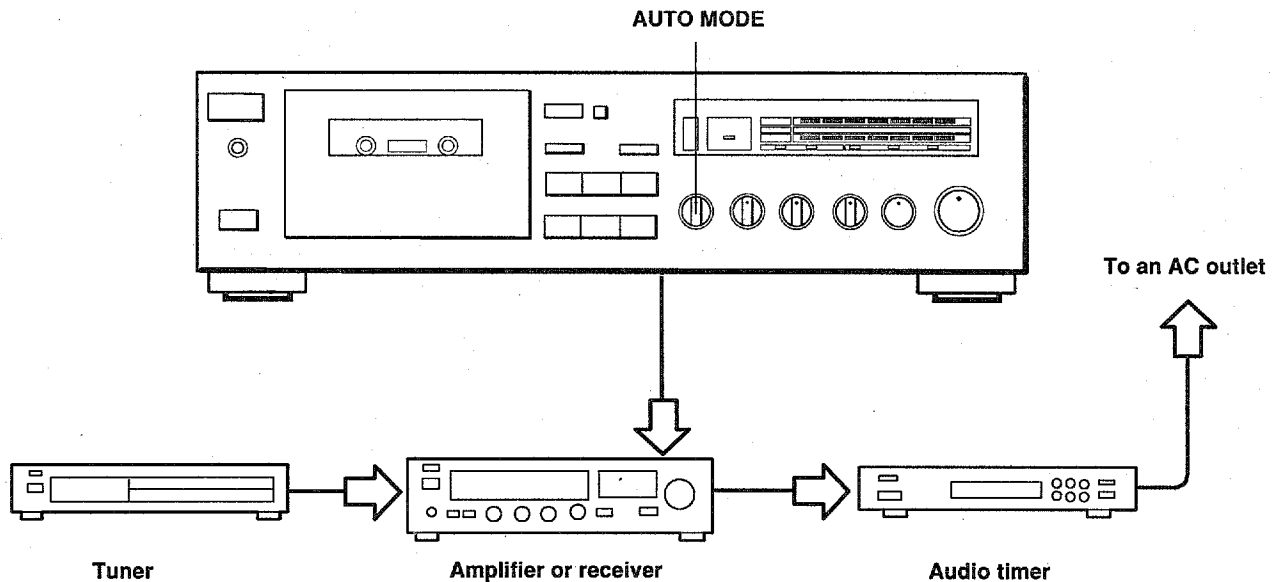 AUTO MODE
To an AC outlet
Tuner
Amplifier or receiver
Audio timer